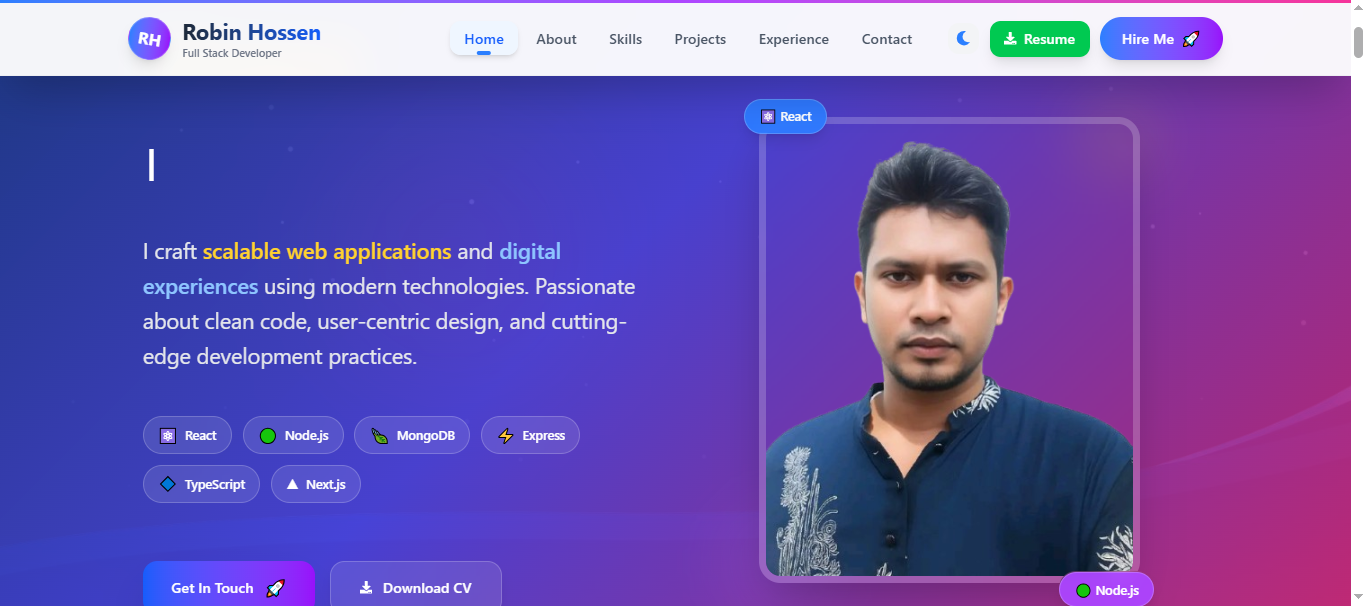 RH
Robin Hossen
Full Stack Developer
Home
About
Skills
Projects
Experience
Contact
Resume
Hire Me
React
I craft scalable web applications and digital
experiences using modern technologies. Passionate
about clean code, user-centric design, and cutting-
edge development practices.
React
Node.js
MongoDB
Express
TypeScript
Next.js
Get In Touch
Download CV
Node.js